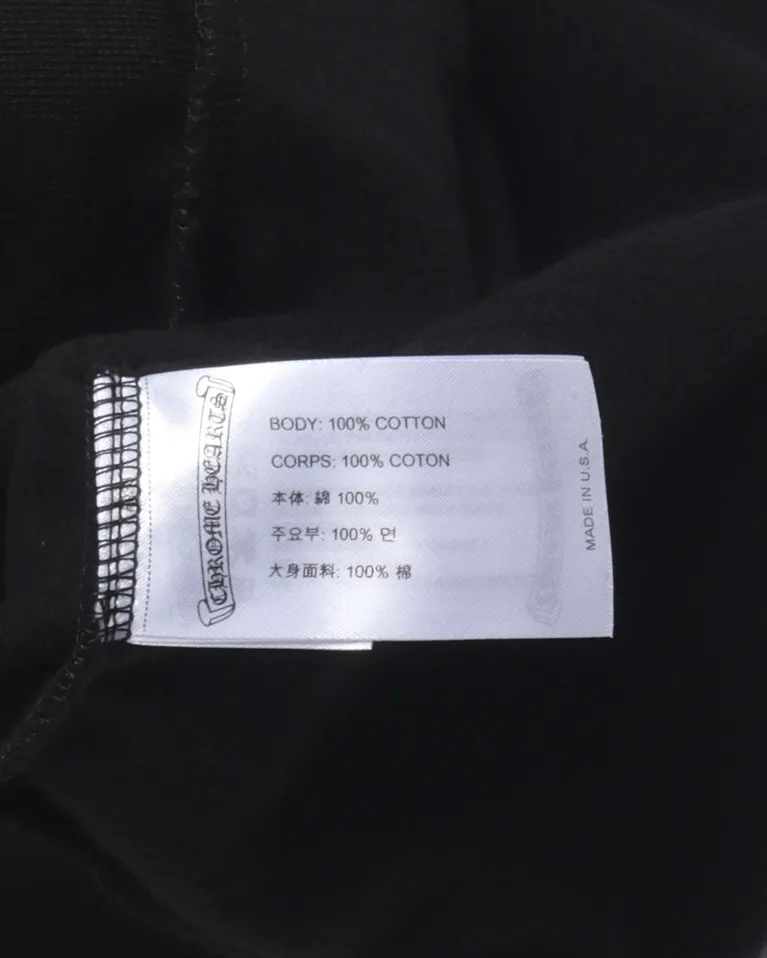 CHROME HEARTS
BODY: 100% COTTON
CORPS: 100% COTON
本体: 綿 100%
주요부: 100% 면
大身面料: 100% 棉
MADE IN U.S.A.